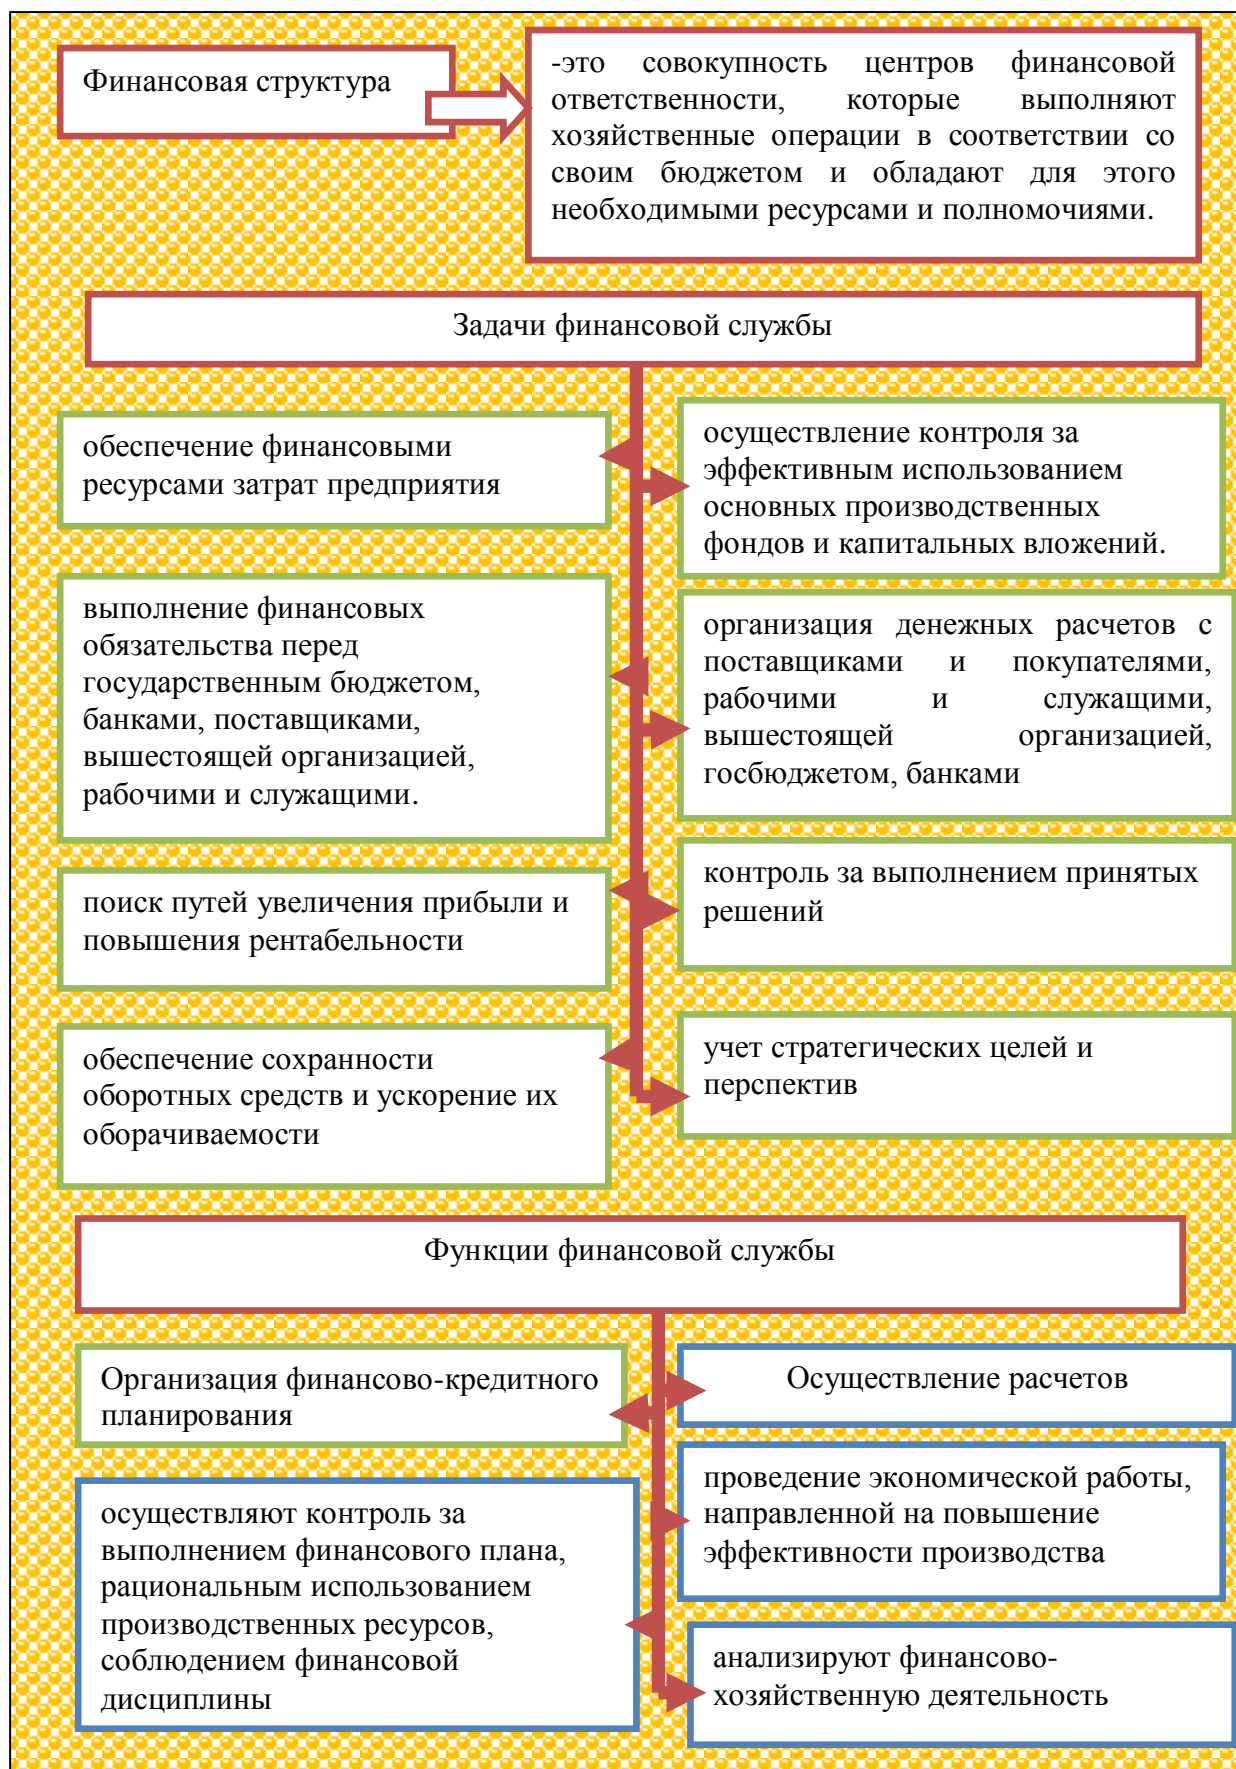 Финансовая структура
-это совокупность центров финансовой
ответственности, которые выполняют
хозяйственные операции в соответствии со
своим бюджетом и обладают для этого
необходимыми ресурсами и полномочиями.
Задачи финансовой службы
обеспечение финансовыми
ресурсами затрат предприятия
осуществление контроля за
эффективным использованием
основных производственных
фондов и капитальных вложений.
выполнение финансовых
обязательства перед
государственным бюджетом,
банками, поставщиками,
вышестоящей организацией,
рабочими и служащими.
организация денежных расчетов с
поставщиками и покупателями,
рабочими и служащими,
вышестоящей организацией,
госбюджетом, банками
поиск путей увеличения прибыли и
повышения рентабельности
контроль за выполнением принятых
решений
обеспечение сохранности
оборотных средств и ускорение их
оборачиваемости
учет стратегических целей и
перспектив
Функции финансовой службы
Организация финансово-кредитного
планирования
Осуществление расчетов
осуществляют контроль за
выполнением финансового плана,
рациональным использованием
производственных ресурсов,
соблюдением финансовой
дисциплины
проведение экономической работы,
направленной на повышение
эффективности производства
анализируют финансово-
хозяйственную деятельность